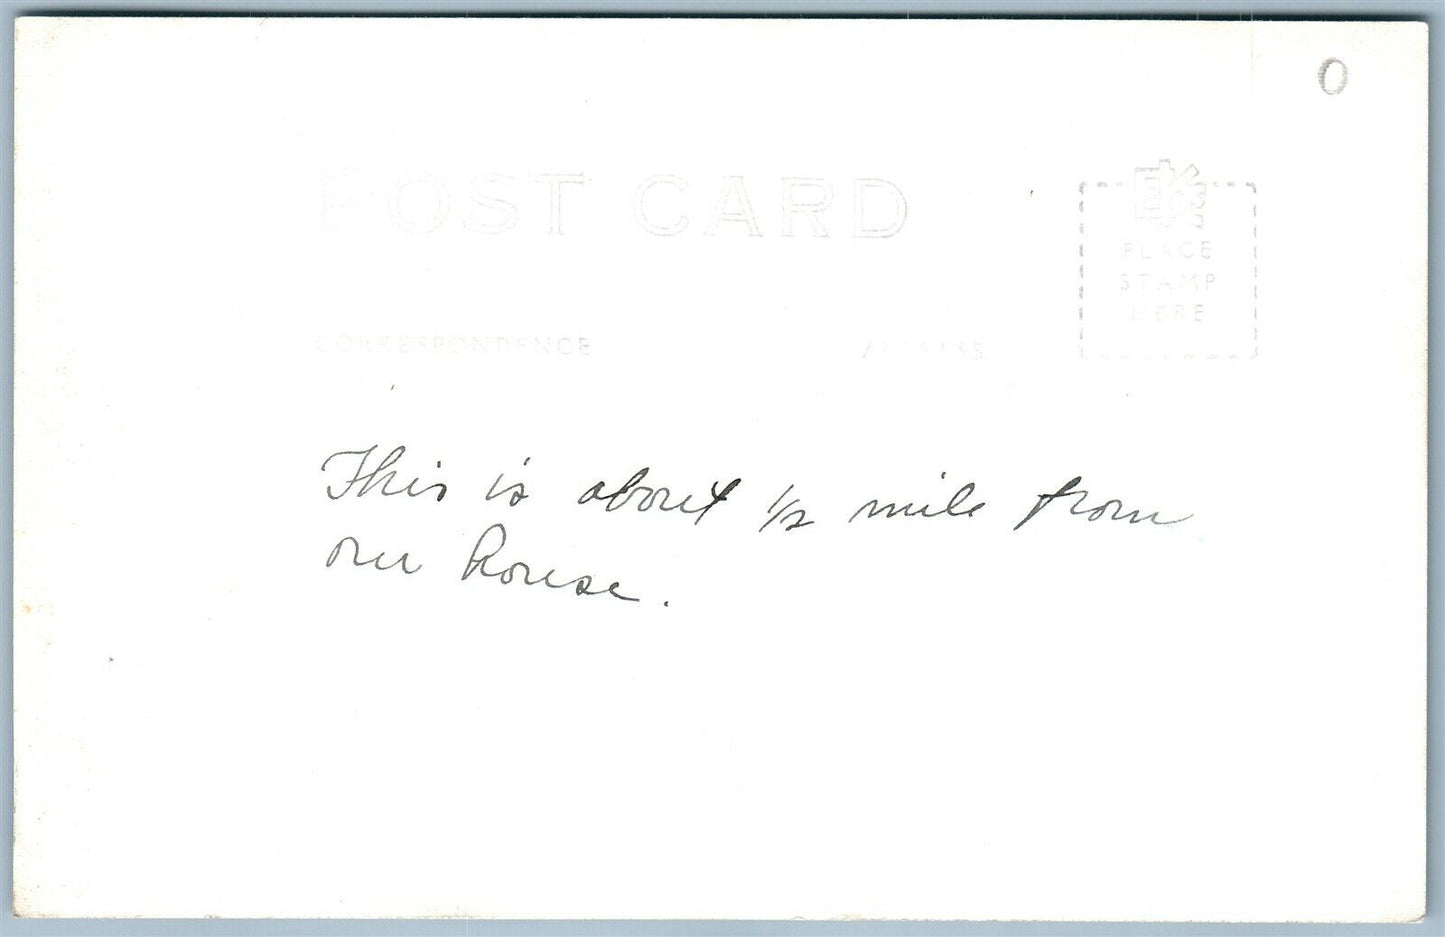 O
POST CARD
PLACE
STAMP
HERE
CORRESPONDENCE
ADDRESS
This is about 1/2 mile from
our house.